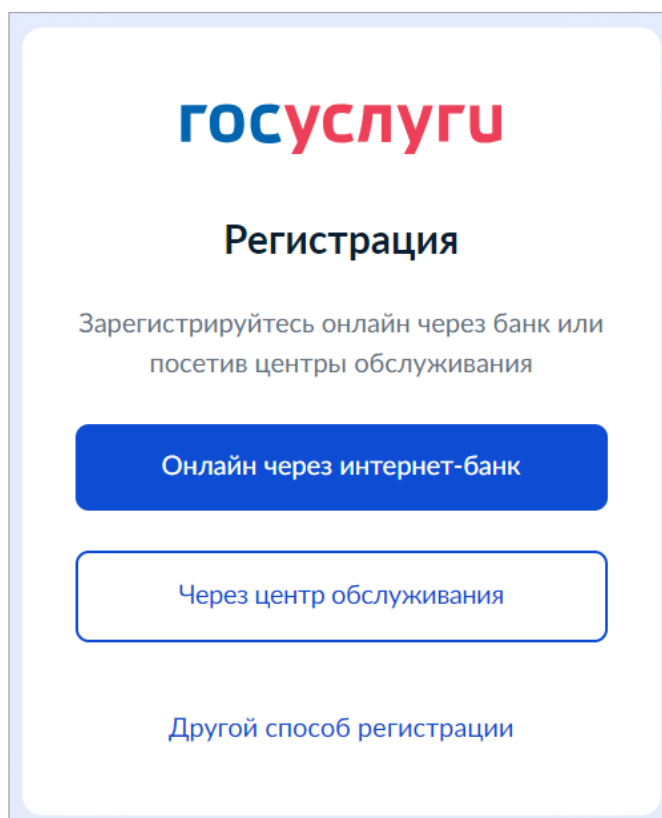 госуслуги
Регистрация
Зарегистрируйтесь онлайн через банк или
посетив центры обслуживания
Онлайн через интернет-банк
Через центр обслуживания
Другой способ регистрации